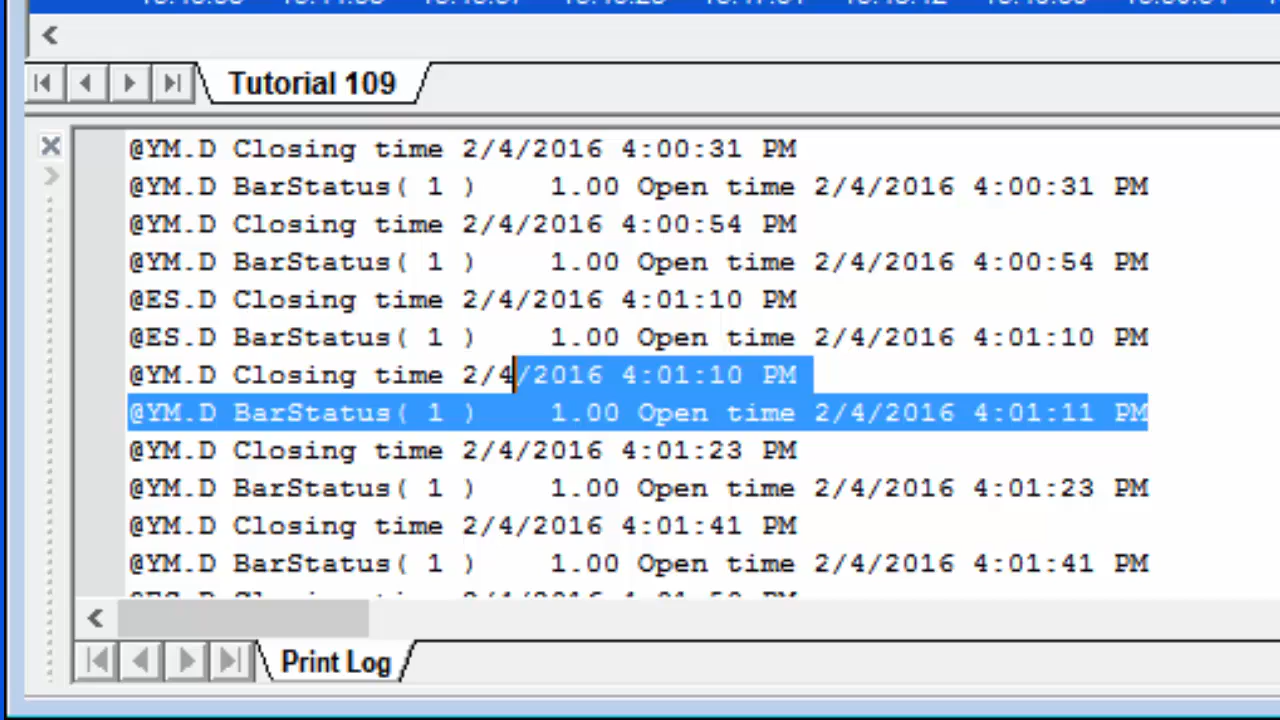 Tutorial 109
@YM.D Closing time 2/4/2016 4:00:31 PM
@YM.D BarStatus( 1 ) 1.00 Open time 2/4/2016 4:00:31 PM
@YM.D Closing time 2/4/2016 4:00:54 PM
@YM.D BarStatus( 1 ) 1.00 Open time 2/4/2016 4:00:54 PM
@ES.D Closing time 2/4/2016 4:01:10 PM
@ES.D BarStatus( 1 ) 1.00 Open time 2/4/2016 4:01:10 PM
@YM.D Closing time 2/4/2016 4:01:10 PM
@YM.D BarStatus( 1 ) 1.00 Open time 2/4/2016 4:01:11 PM
@YM.D Closing time 2/4/2016 4:01:23 PM
@YM.D BarStatus( 1 ) 1.00 Open time 2/4/2016 4:01:23 PM
@YM.D Closing time 2/4/2016 4:01:41 PM
@YM.D BarStatus( 1 ) 1.00 Open time 2/4/2016 4:01:41 PM
Print Log